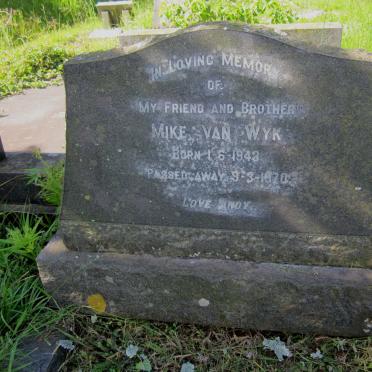 IN LOVING MEMORY
OF
MY FRIEND AND BROTHER
MIKE VAN WYK
BORN 1-6-1943
PASSED AWAY 9-3-1970
LOVE ANDY